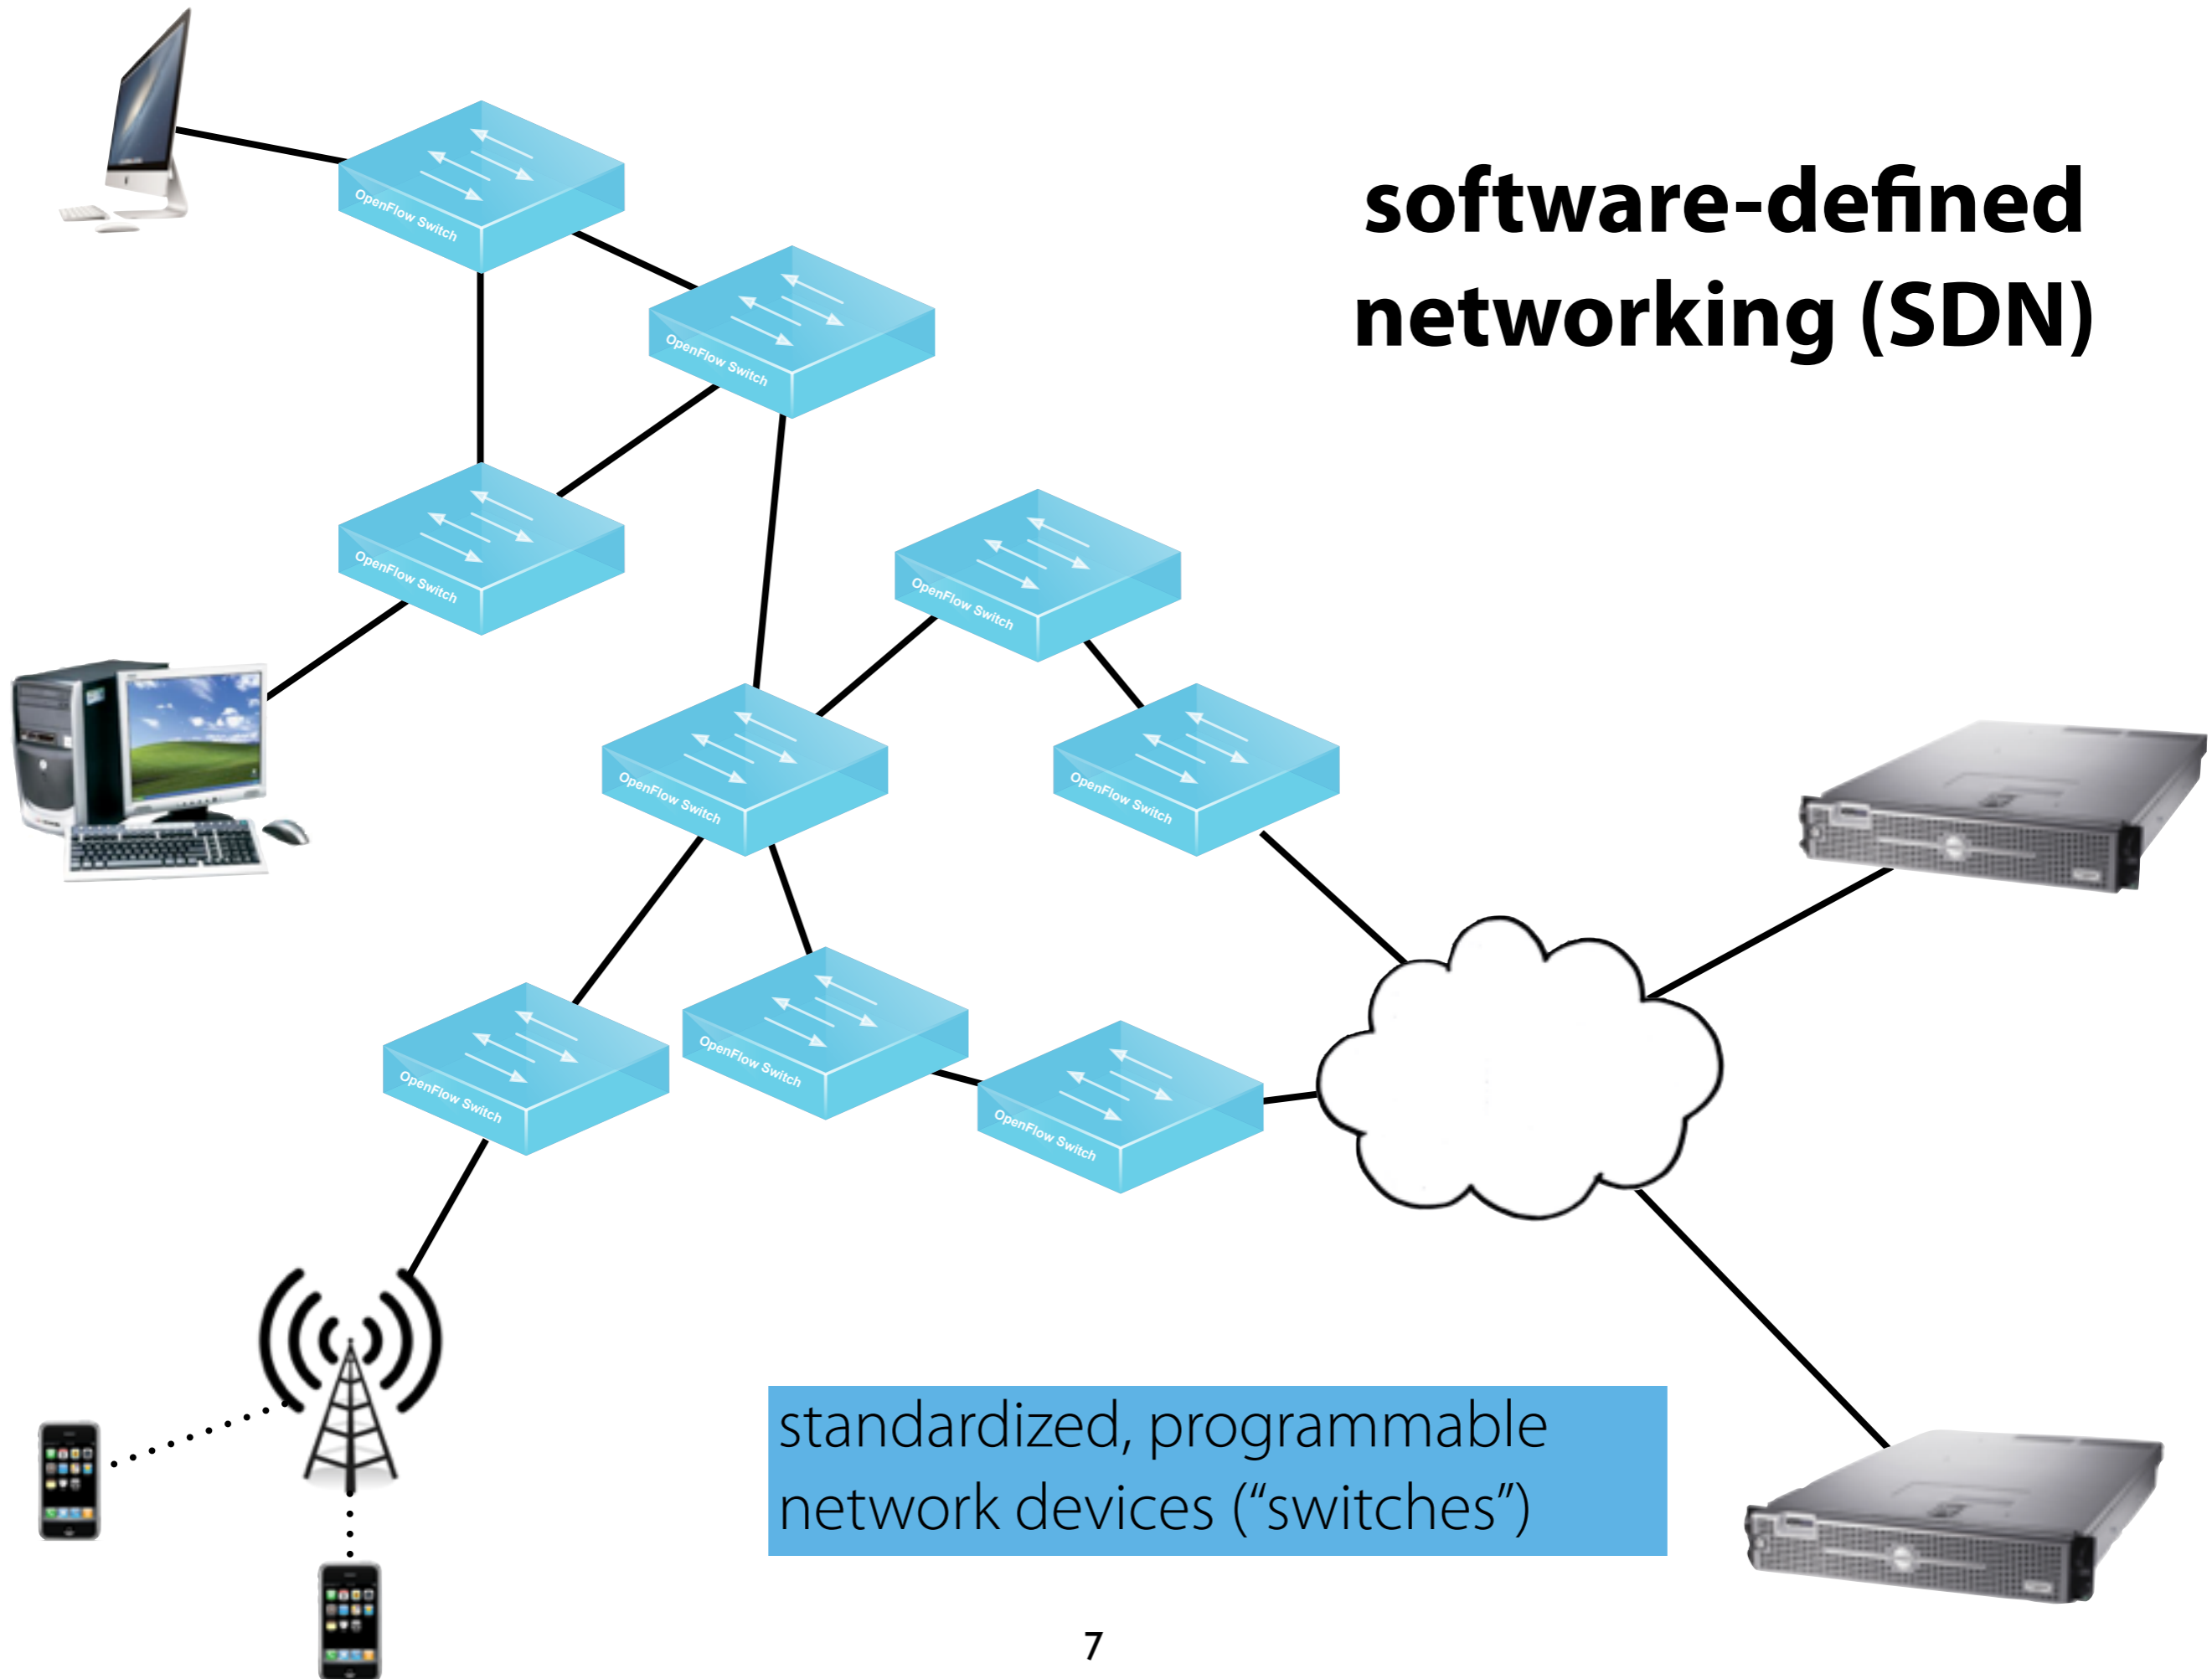 software-defined
networking (SDN)
OpenFlow Switch
OpenFlow Switch
OpenFlow Switch
OpenFlow Switch
OpenFlow Switch
OpenFlow Switch
OpenFlow Switch
OpenFlow Switch
OpenFlow Switch
standardized, programmable
network devices (“switches”)
7